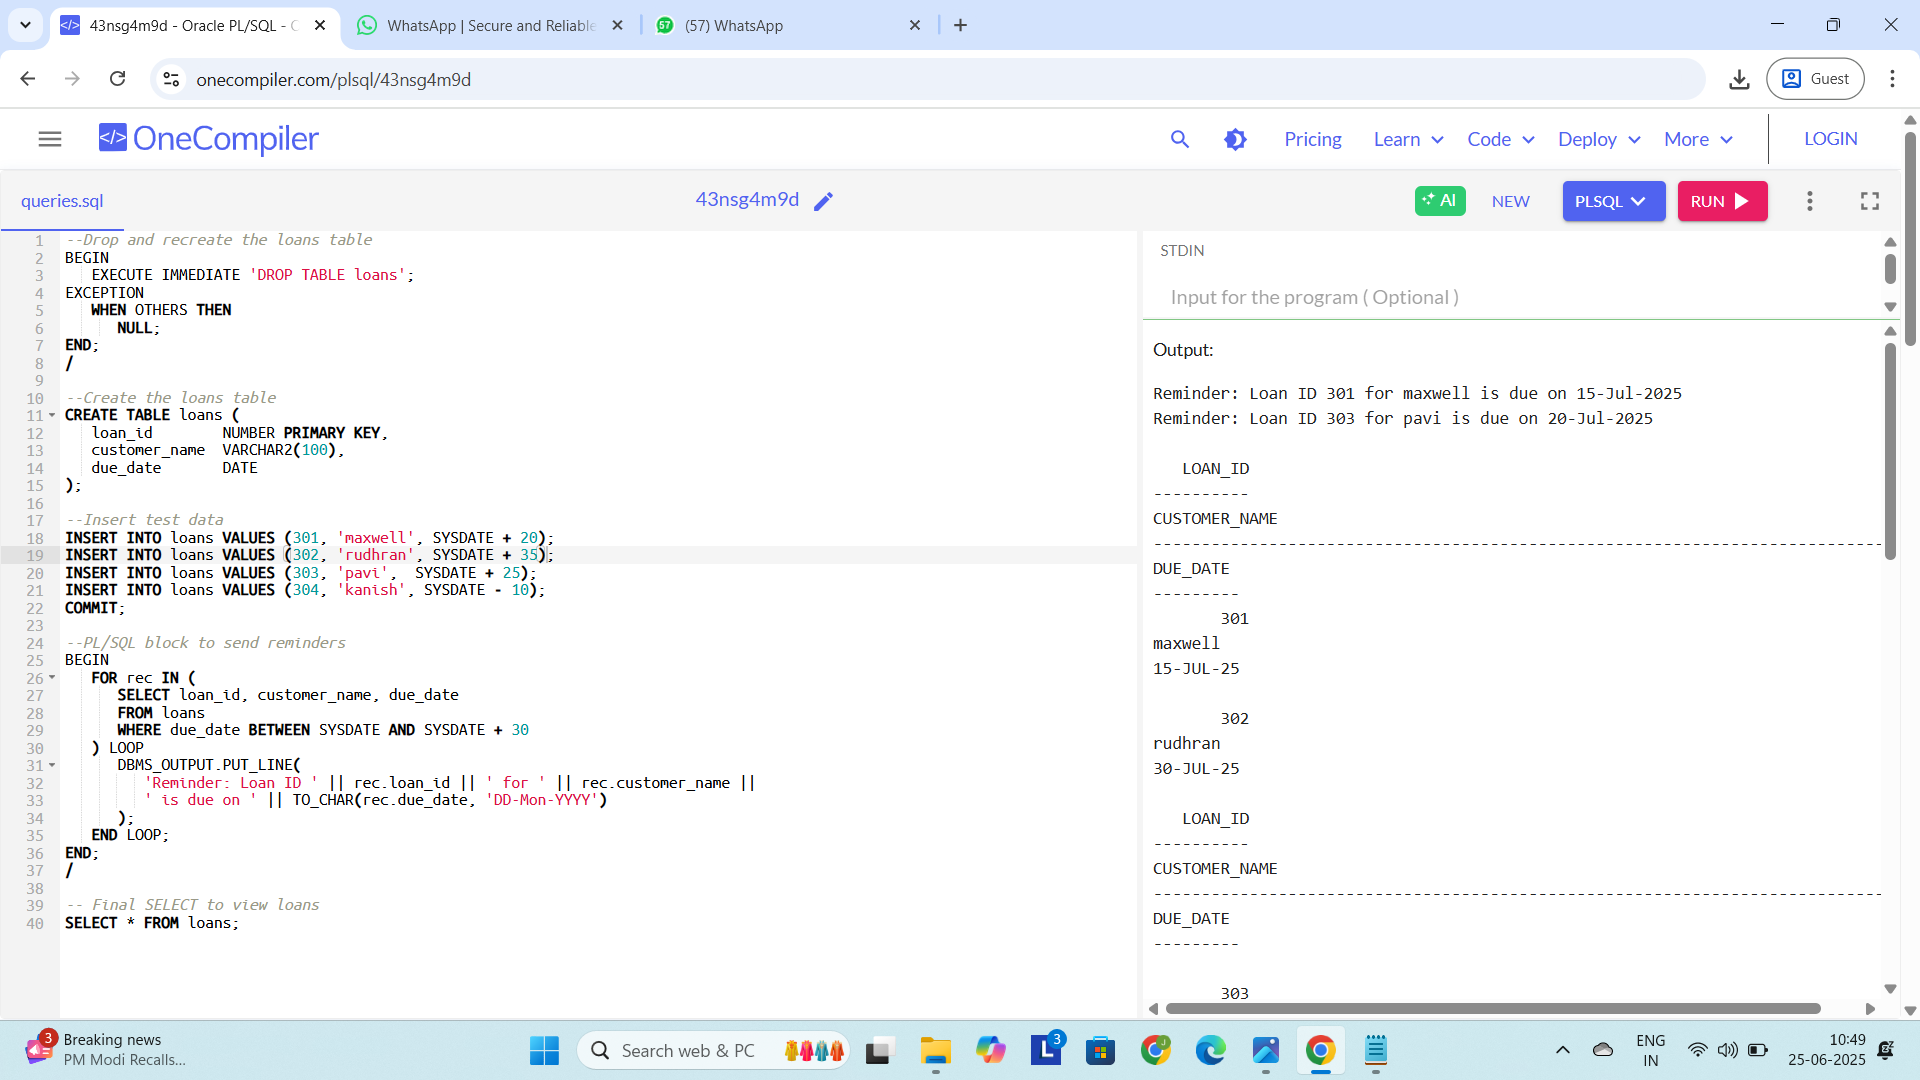 43nsg4m9d - Oracle PL/SQL - C
WhatsApp | Secure and Reliable
57
(57) WhatsApp
onecompiler.com/plsql/43nsg4m9d
Guest
</> OneCompiler
Pricing
Learn
Code
Deploy
More
LOGIN
queries.sql
43nsg4m9d
AI
NEW
PLSQL
RUN
1 --Drop and recreate the loans table
2 BEGIN
3    EXECUTE IMMEDIATE 'DROP TABLE loans';
4 EXCEPTION
5    WHEN OTHERS THEN
6       NULL;
7 END;
8 /
9
10 --Create the loans table
11 CREATE TABLE loans (
12    loan_id        NUMBER PRIMARY KEY,
13    customer_name  VARCHAR2(100),
14    due_date       DATE
15 );
16
17 --Insert test data
18 INSERT INTO loans VALUES (301, 'maxwell', SYSDATE + 20);
19 INSERT INTO loans VALUES (302, 'rudhran', SYSDATE + 35);
20 INSERT INTO loans VALUES (303, 'pavi',  SYSDATE + 25);
21 INSERT INTO loans VALUES (304, 'kanish', SYSDATE - 10);
22 COMMIT;
23
24 --PL/SQL block to send reminders
25 BEGIN
26    FOR rec IN (
27       SELECT loan_id, customer_name, due_date
28       FROM loans
29       WHERE due_date BETWEEN SYSDATE AND SYSDATE + 30
30    ) LOOP
31       DBMS_OUTPUT.PUT_LINE(
32          'Reminder: Loan ID ' || rec.loan_id || ' for ' || rec.customer_name ||
33          ' is due on ' || TO_CHAR(rec.due_date, 'DD-Mon-YYYY')
34       );
35    END LOOP;
36 END;
37 /
38
39 -- Final SELECT to view loans
40 SELECT * FROM loans;
STDIN
Input for the program ( Optional )
Output:
Reminder: Loan ID 301 for maxwell is due on 15-Jul-2025
Reminder: Loan ID 303 for pavi is due on 20-Jul-2025
LOAN_ID
----------
CUSTOMER_NAME
----------------------------------------------------------------------------
DUE_DATE
---------
301
maxwell
15-JUL-25
302
rudhran
30-JUL-25
LOAN_ID
----------
CUSTOMER_NAME
----------------------------------------------------------------------------
DUE_DATE
---------
303
3
Breaking news
PM Modi Recalls...
Search web & PC
L
3
J
ENG
IN
10:49
25-06-2025